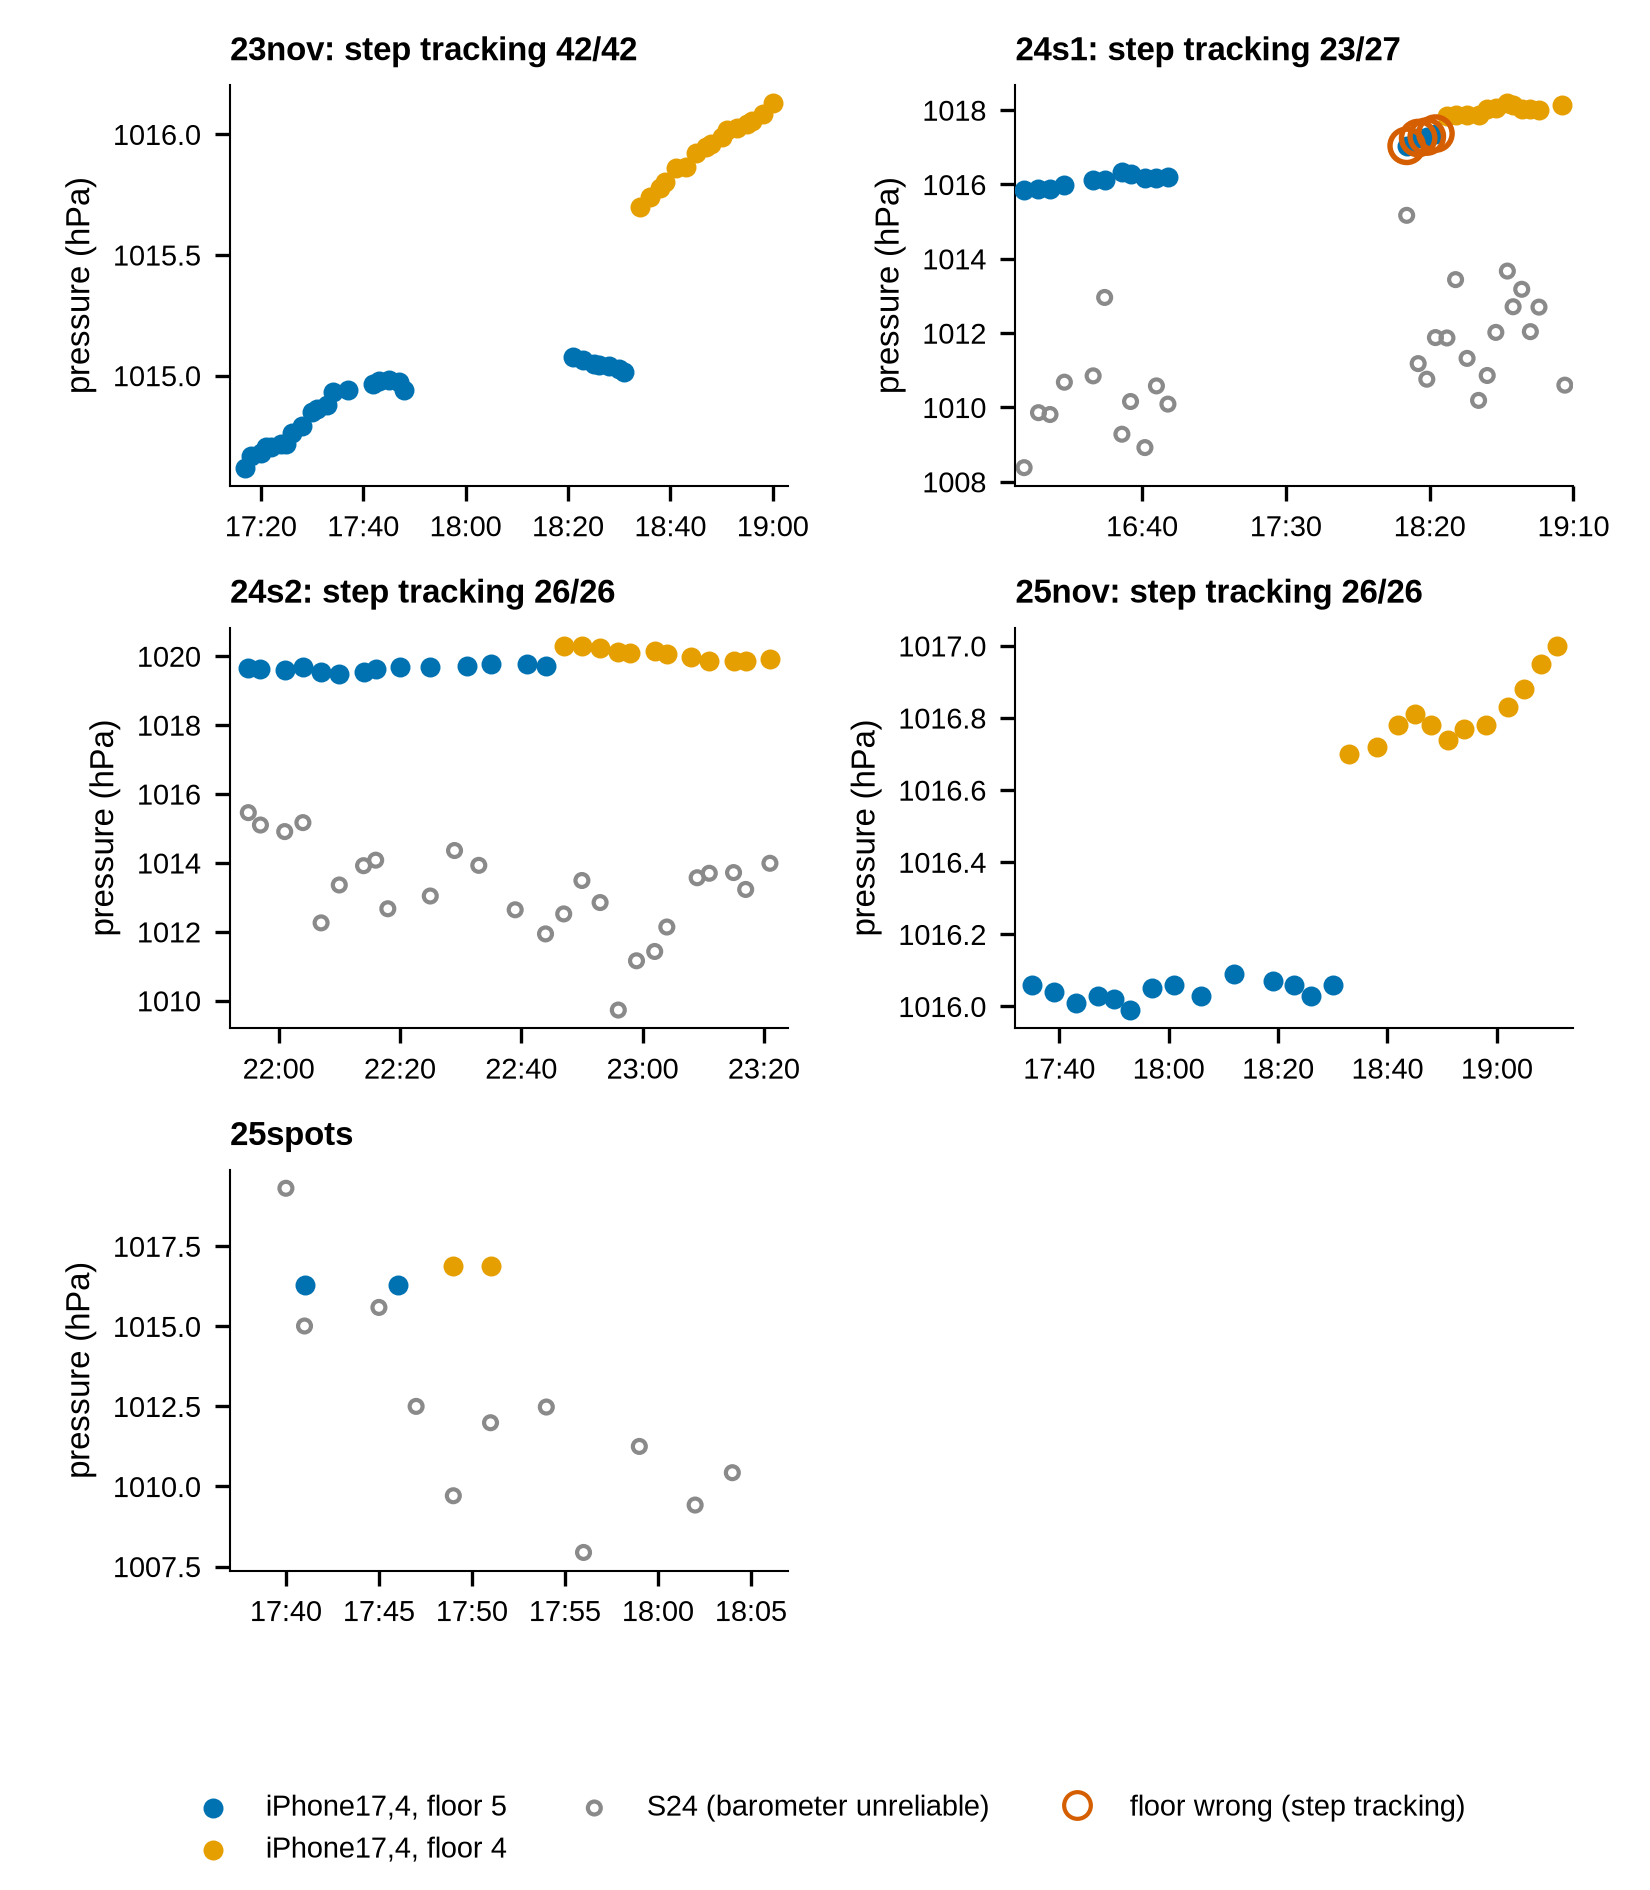 23nov: step tracking 42/42
24s1: step tracking 23/27
pressure (hPa)
1016.0
1015.5
1015.0
17:20 17:40 18:00 18:20 18:40 19:00
pressure (hPa)
1018
1016
1014
1012
1010
1008
16:40 17:30 18:20 19:10
24s2: step tracking 26/26
25nov: step tracking 26/26
pressure (hPa)
1020
1018
1016
1014
1012
1010
22:00 22:20 22:40 23:00 23:20
pressure (hPa)
1017.0
1016.8
1016.6
1016.4
1016.2
1016.0
17:40 18:00 18:20 18:40 19:00
25spots
pressure (hPa)
1017.5
1015.0
1012.5
1010.0
1007.5
17:40 17:45 17:50 17:55 18:00 18:05
iPhone17,4, floor 5
iPhone17,4, floor 4
S24 (barometer unreliable)
floor wrong (step tracking)